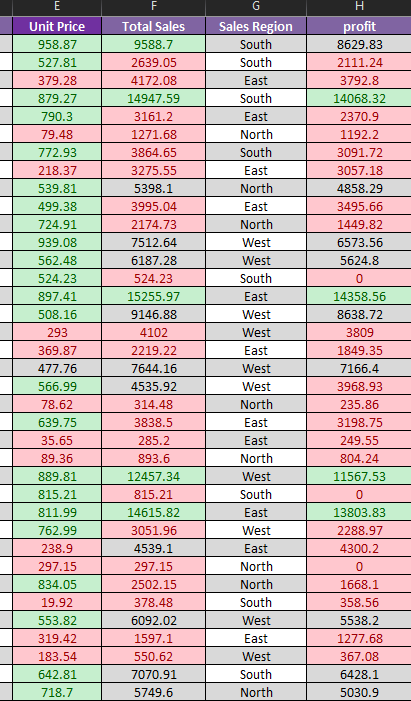 E F G H
Unit Price Total Sales Sales Region profit
958.87 9588.7 South 8629.83
527.81 2639.05 South 2111.24
379.28 4172.08 East 3792.8
879.27 14947.59 South 14068.32
790.3 3161.2 East 2370.9
79.48 1271.68 North 1192.2
772.93 3864.65 South 3091.72
218.37 3275.55 East 3057.18
539.81 5398.1 North 4858.29
499.38 3995.04 East 3495.66
724.91 2174.73 North 1449.82
939.08 7512.64 West 6573.56
562.48 6187.28 West 5624.8
524.23 524.23 South 0
897.41 15255.97 East 14358.56
508.16 9146.88 West 8638.72
293 4102 West 3809
369.87 2219.22 East 1849.35
477.76 7644.16 West 7166.4
566.99 4535.92 West 3968.93
78.62 314.48 North 235.86
639.75 3838.5 East 3198.75
35.65 285.2 East 249.55
89.36 893.6 North 804.24
889.81 12457.34 West 11567.53
815.21 815.21 South 0
811.99 14615.82 East 13803.83
762.99 3051.96 West 2288.97
238.9 4539.1 East 4300.2
297.15 297.15 North 0
834.05 2502.15 North 1668.1
19.92 378.48 South 358.56
553.82 6092.02 West 5538.2
319.42 1597.1 East 1277.68
183.54 550.62 West 367.08
642.81 7070.91 South 6428.1
718.7 5749.6 North 5030.9